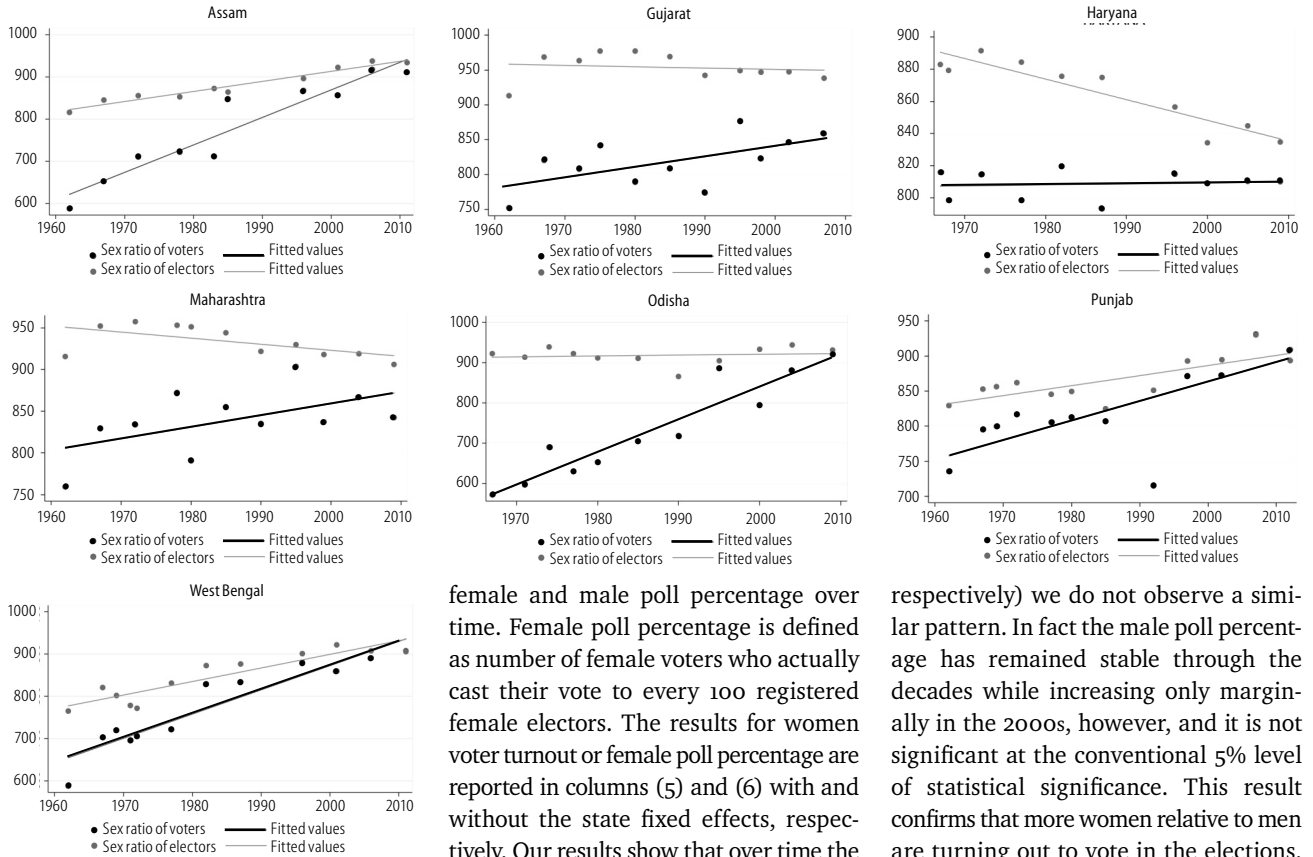 Assam
1000
900
800
700
600
1960 1970 1980 1990 2000 2010
Sex ratio of voters Fitted values
Sex ratio of electors Fitted values
Gujarat
1000
950
900
850
800
750
1960 1970 1980 1990 2000 2010
Sex ratio of voters Fitted values
Sex ratio of electors Fitted values
Haryana
900
880
860
840
820
800
1970 1980 1990 2000 2010
Sex ratio of voters Fitted values
Sex ratio of electors Fitted values
Maharashtra
950
900
850
800
750
1960 1970 1980 1990 2000 2010
Sex ratio of voters Fitted values
Sex ratio of electors Fitted values
Odisha
1000
900
800
700
600
1970 1980 1990 2000 2010
Sex ratio of voters Fitted values
Sex ratio of electors Fitted values
Punjab
950
900
850
800
750
700
1960 1970 1980 1990 2000 2010
Sex ratio of voters Fitted values
Sex ratio of electors Fitted values
West Bengal
1000
900
800
700
600
1960 1970 1980 1990 2000 2010
Sex ratio of voters Fitted values
Sex ratio of electors Fitted values
female and male poll percentage over
time. Female poll percentage is defined
as number of female voters who actually
cast their vote to every 100 registered
female electors. The results for women
voter turnout or female poll percentage are
reported in columns (5) and (6) with and
without the state fixed effects, respec-
tively. Our results show that over time the
respectively) we do not observe a simi-
lar pattern. In fact the male poll percent-
age has remained stable through the
decades while increasing only margin-
ally in the 2000s, however, and it is not
significant at the conventional 5% level
of statistical significance. This result
confirms that more women relative to men
are turning out to vote in the elections.